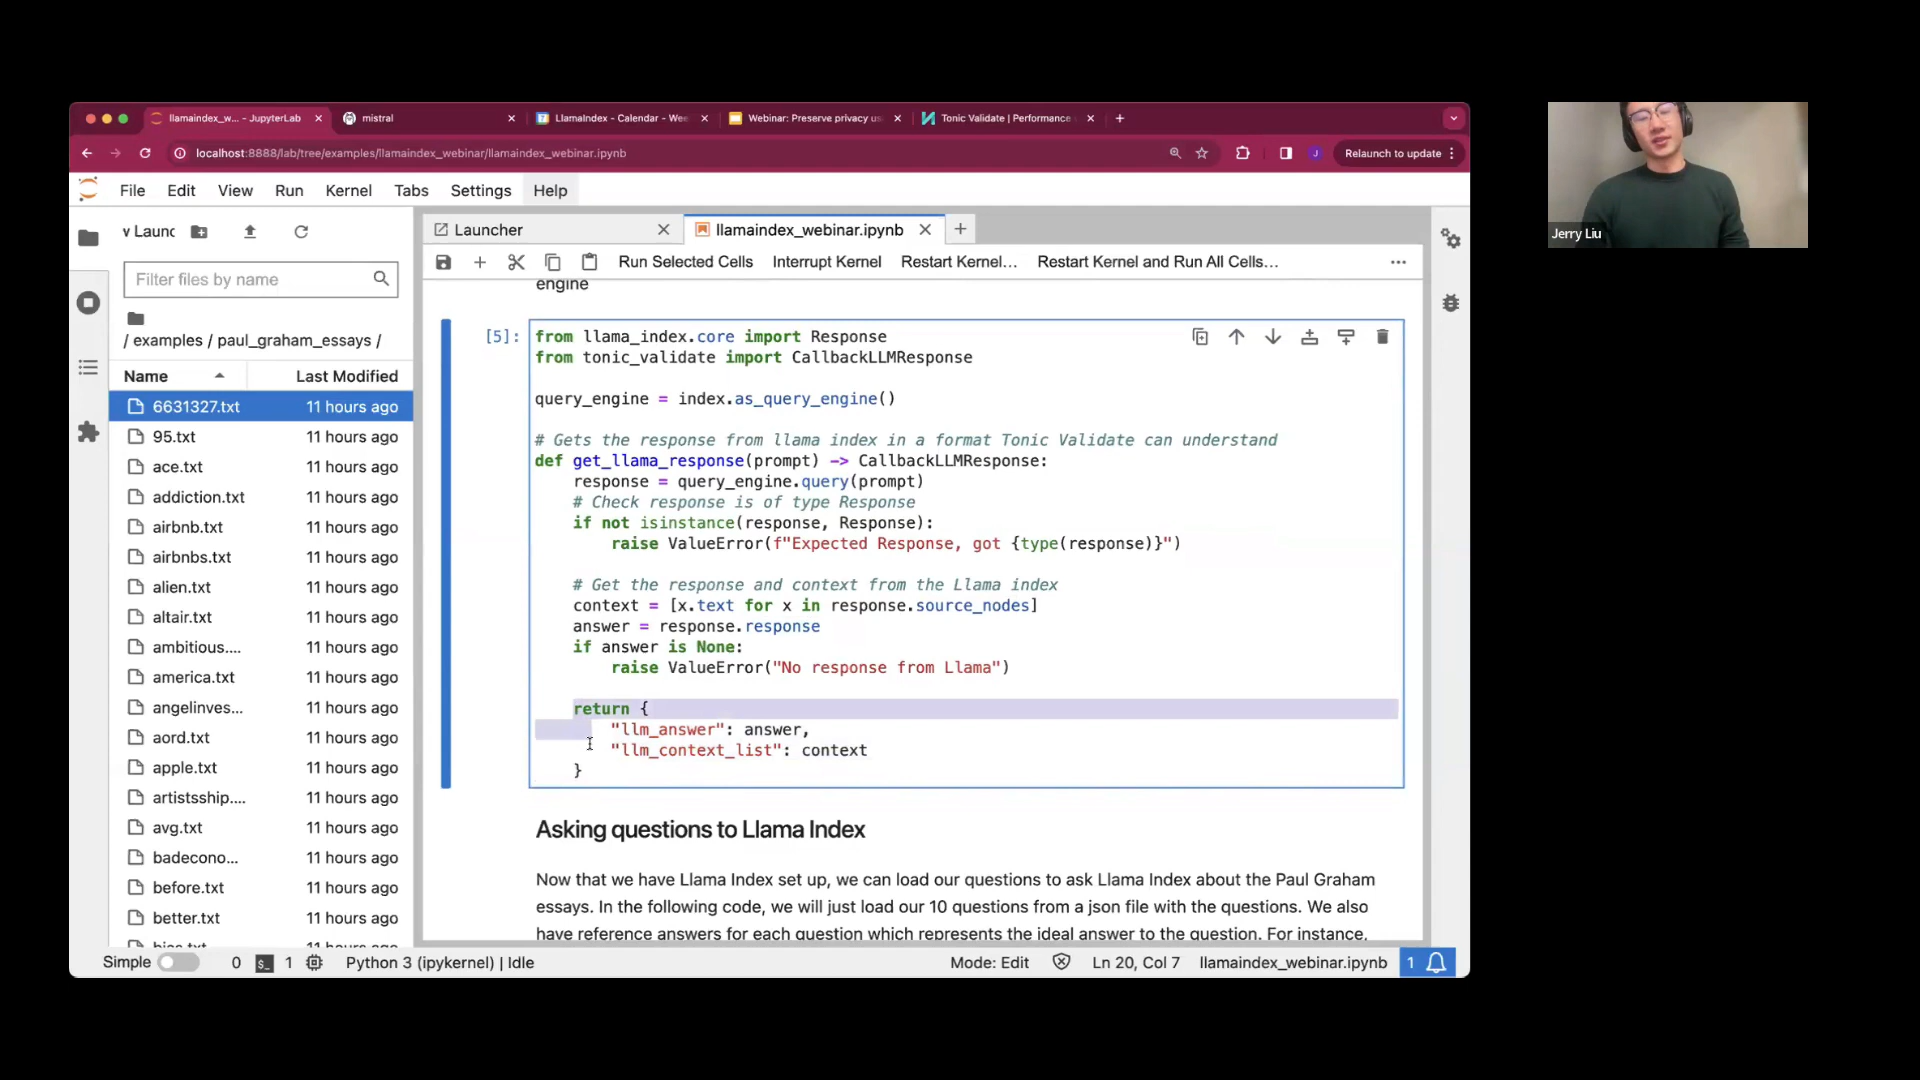 llamaindex_w... - JupyterLab
mistral
LlamaIndex - Calendar - Wee
Webinar: Preserve privacy us
Tonic Validate | Performance
localhost:8888/lab/tree/examples/llamaindex_webinar/llamaindex_webinar.ipynb
J
Relaunch to update
File Edit View Run Kernel Tabs Settings Help
Jerry Liu
Launc
Launcher
llamaindex_webinar.ipynb
Filter files by name
Run Selected Cells Interrupt Kernel Restart Kernel... Restart Kernel and Run All Cells...
/ examples / paul_graham_essays /
Name Last Modified
6631327.txt 11 hours ago
95.txt 11 hours ago
ace.txt 11 hours ago
addiction.txt 11 hours ago
airbnb.txt 11 hours ago
airbnbs.txt 11 hours ago
alien.txt 11 hours ago
altair.txt 11 hours ago
ambitious.... 11 hours ago
america.txt 11 hours ago
angelinves... 11 hours ago
aord.txt 11 hours ago
apple.txt 11 hours ago
artistsship.... 11 hours ago
avg.txt 11 hours ago
badecono... 11 hours ago
before.txt 11 hours ago
better.txt 11 hours ago
engine
[5]:
from llama_index.core import Response
from tonic_validate import CallbackLLMResponse
query_engine = index.as_query_engine()
# Gets the response from llama index in a format Tonic Validate can understand
def get_llama_response(prompt) -> CallbackLLMResponse:
response = query_engine.query(prompt)
# Check response is of type Response
if not isinstance(response, Response):
raise ValueError(f"Expected Response, got {type(response)}")
# Get the response and context from the Llama index
context = [x.text for x in response.source_nodes]
answer = response.response
if answer is None:
raise ValueError("No response from Llama")
return {
"llm_answer": answer,
"llm_context_list": context
}
Asking questions to Llama Index
Now that we have Llama Index set up, we can load our questions to ask Llama Index about the Paul Graham
essays. In the following code, we will just load our 10 questions from a json file with the questions. We also
have reference answers for each question which represents the ideal answer to the question. For instance,
Simple 0 1 Python 3 (ipykernel) | Idle Mode: Edit Ln 20, Col 7 llamaindex_webinar.ipynb 1